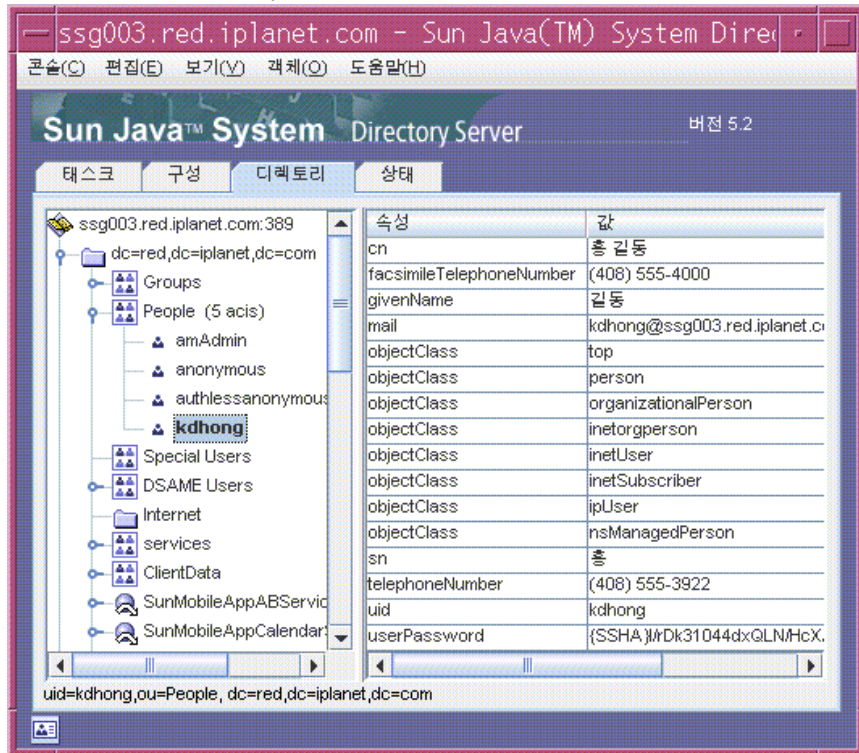 ssg003.red.iplanet.com – Sun Java(TM) System Dire
콘솔(C) 편집(E) 보기(V) 객체(O) 도움말(H)
Sun Java™ System Directory Server 버전 5.2
태스크 구성 디렉토리 상태
ssg003.red.iplanet.com:389
dc=red,dc=iplanet,dc=com
Groups
People (5 acis)
amAdmin
anonymous
authlessanonymous
kdhong
Special Users
DSAME Users
Internet
services
ClientData
SunMobileAppABServic
SunMobileAppCalendar
속성 값
cn 홍 길동
facsimileTelephoneNumber (408) 555-4000
givenName 길동
mail kdhong@ssg003.red.iplanet.c
objectClass top
objectClass person
objectClass organizationalPerson
objectClass inetorgperson
objectClass inetUser
objectClass inetSubscriber
objectClass ipUser
objectClass nsManagedPerson
sn 홍
telephoneNumber (408) 555-3922
uid kdhong
userPassword
uid=kdhong,ou=People, dc=red,dc=iplanet,dc=com